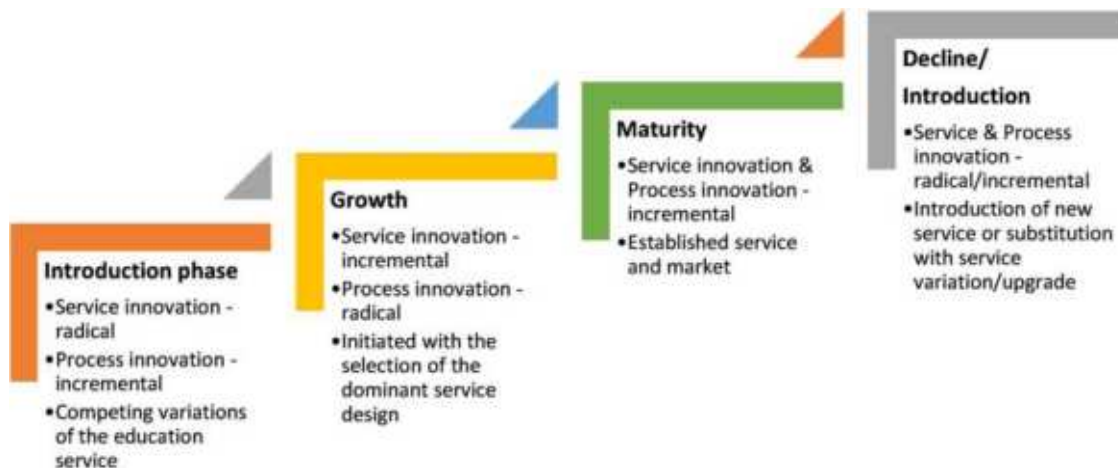 Introduction phase
•Service innovation -
radical
•Process innovation -
incremental
•Competing variations
of the education
service
Growth
•Service innovation -
incremental
•Process innovation -
radical
•Initiated with the
selection of the
dominant service
design
Maturity
•Service innovation &
Process innovation -
incremental
•Established service
and market
Decline/
Introduction
•Service & Process
innovation -
radical/incremental
•Introduction of new
service or substitution
with service
variation/upgrade